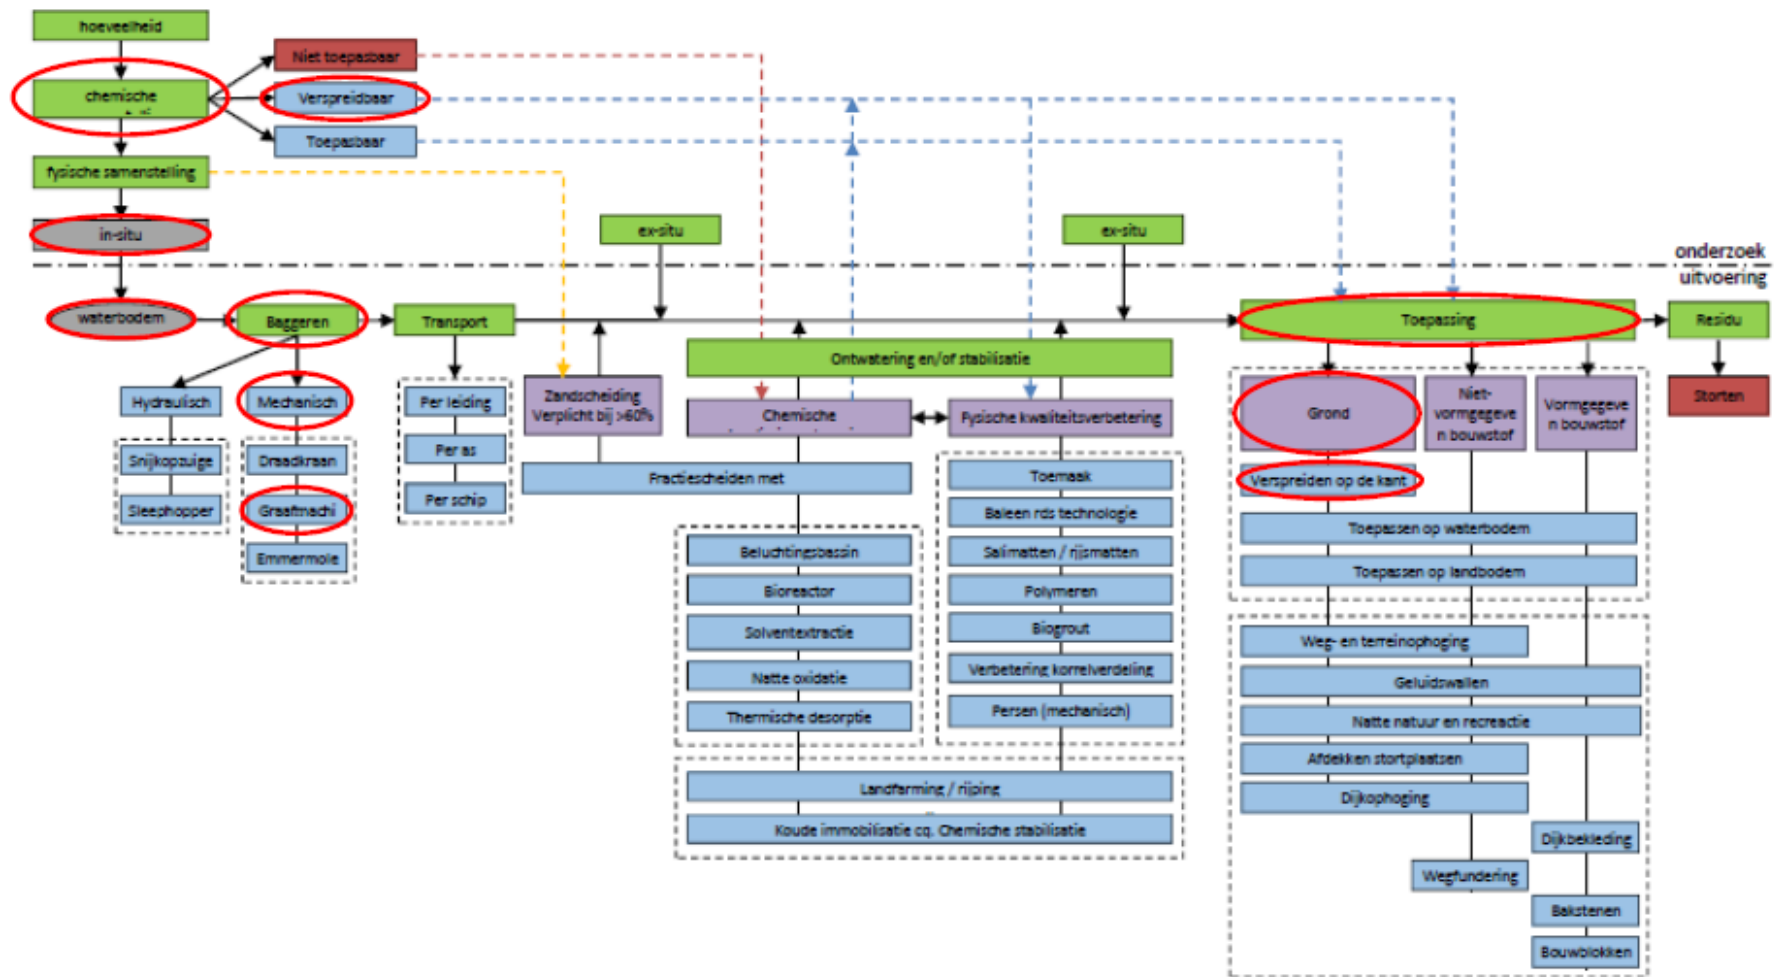 hoeveelheid
Niet toepasbaar
chemische
Verspreidbaar
Toepasbaar
fysische samenstelling
in-situ
ex-situ
ex-situ
onderzoek
uitvoering
waterbodem
Baggeren
Transport
Toepassing
Residu
Ontwatering en/of stabilisatie
Hydraulisch
Mechanisch
Per leiding
Zandscheiding
Verplicht bij >60%
Chemische
Fysische kwaliteitsverbetering
Grond
Niet-
vormgegeve
n bouwstof
Vormgegeve
n bouwstof
Storten
Snijkopzuige
Draadkraan
Per as
Fractiescheiden met
Toemaak
Verspreiden op de kant
Sleephopper
Graafmachi
Per schip
Baleen rds technologie
Toepassen op waterbodem
Emmermole
Beluchtingsbassin
Salimatten / rijsmatten
Toepassen op landbodem
Bioreactor
Polymeren
Solventextractie
Biogrout
Weg- en terreinophoging
Natte oxidatie
Verbetering korrelverdeling
Geluidswallen
Thermische desorptie
Persen (mechanisch)
Natte natuur en recreactie
Afdekken stortplaatsen
Landfarming / rijping
Dijkophoging
Koude immobilisatie cq. Chemische stabilisatie
Dijkbekleding
Wegfundering
Bakstenen
Bouwblokken